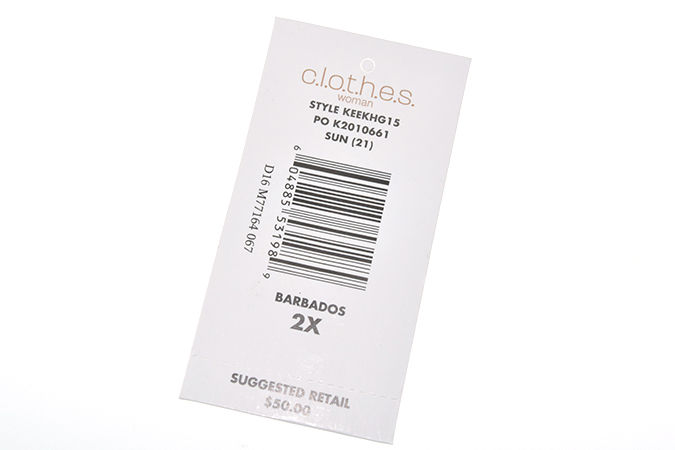 c.l.o.t.h.e.s.
woman
STYLE KEEKHG15
PO K2010661
SUN (21)
6 04885 53198 9
D16 M77164 067
BARBADOS
2X
SUGGESTED RETAIL
$50.00